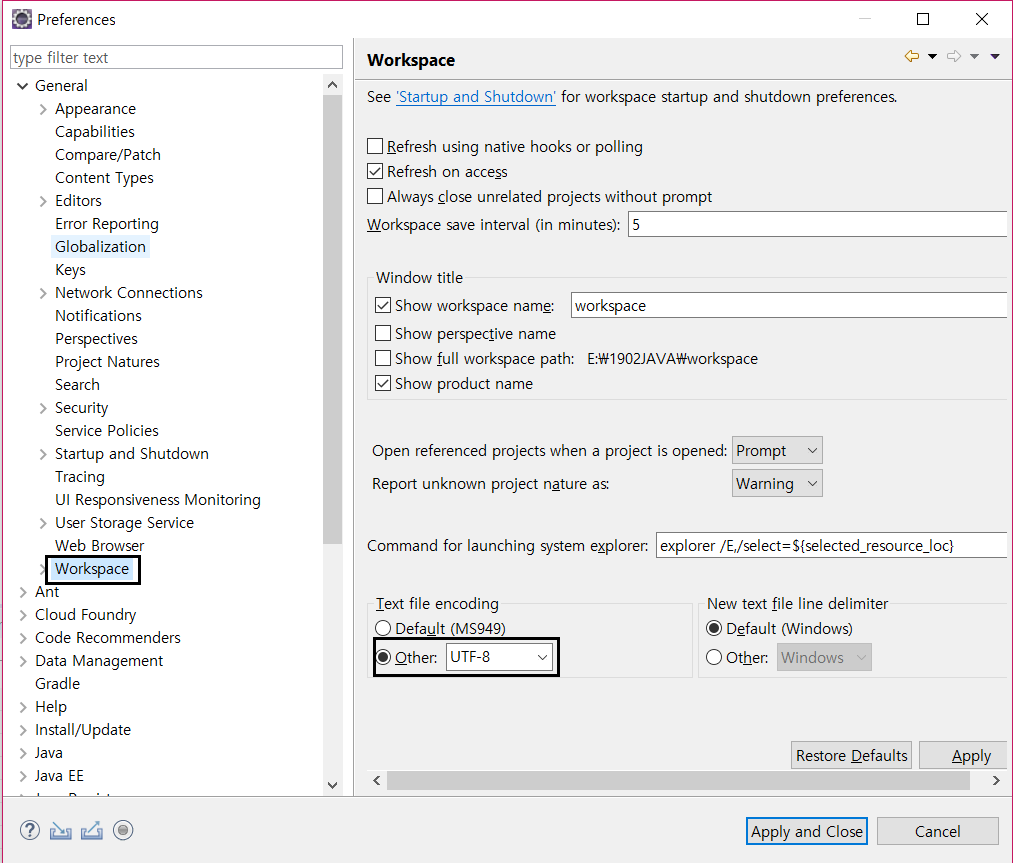 Preferences
type filter text
General
Appearance
Capabilities
Compare/Patch
Content Types
Editors
Error Reporting
Globalization
Keys
Network Connections
Notifications
Perspectives
Project Natures
Search
Security
Service Policies
Startup and Shutdown
Tracing
UI Responsiveness Monitoring
User Storage Service
Web Browser
Workspace
Ant
Cloud Foundry
Code Recommenders
Data Management
Gradle
Help
Install/Update
Java
Java EE
Workspace
See 'Startup and Shutdown' for workspace startup and shutdown preferences.
Refresh using native hooks or polling
Refresh on access
Always close unrelated projects without prompt
Workspace save interval (in minutes): 5
Window title
Show workspace name: workspace
Show perspective name
Show full workspace path: E:₩1902JAVA₩workspace
Show product name
Open referenced projects when a project is opened: Prompt
Report unknown project nature as: Warning
Command for launching system explorer: explorer /E,/select=${selected_resource_loc}
Text file encoding
Default (MS949)
Other: UTF-8
New text file line delimiter
Default (Windows)
Other: Windows
Restore Defaults Apply
Apply and Close Cancel